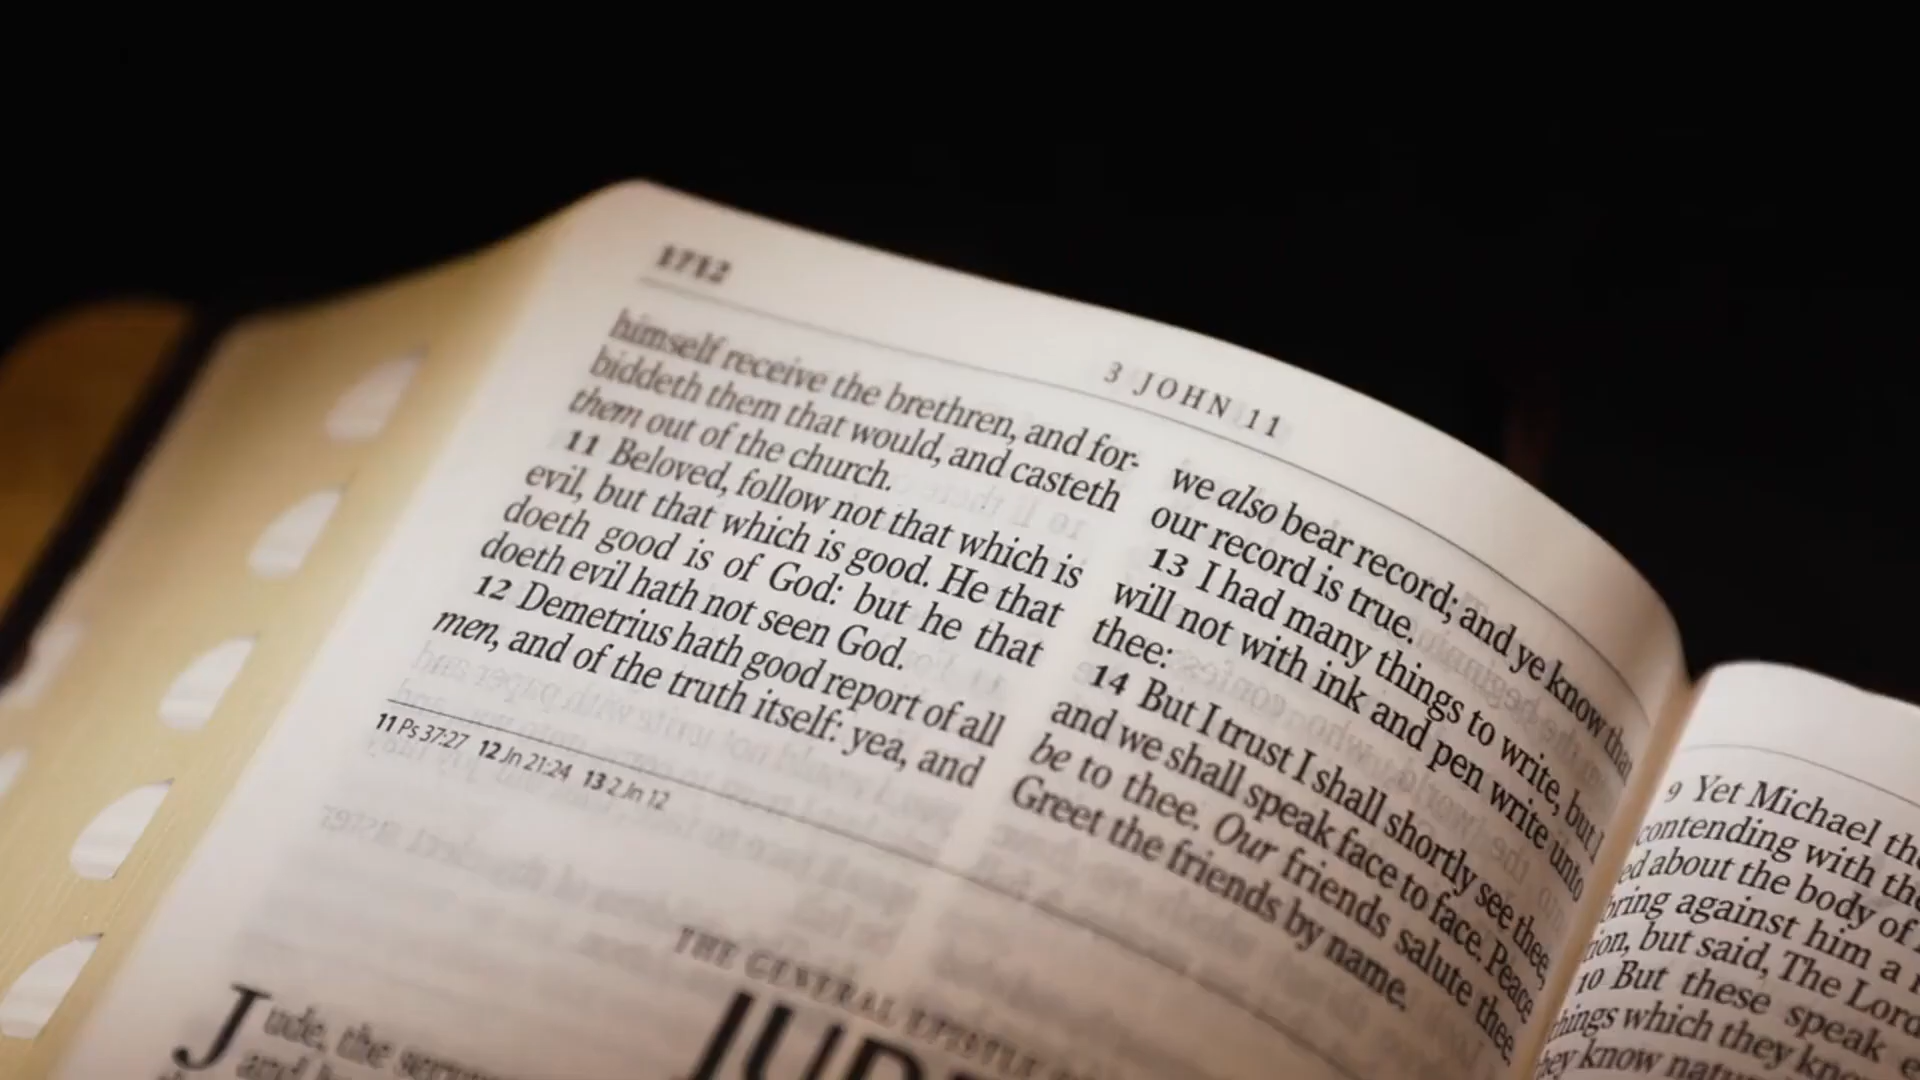 1712
3 JOHN 11
himself receive the brethren, and for-
biddeth them that would, and casteth
them out of the church.
11 Beloved, follow not that which is
evil, but that which is good. He that
doeth good is of God: but he that
doeth evil hath not seen God.
12 Demetrius hath good report of all
men, and of the truth itself: yea, and
11 Ps 37:27 12 Jn 21:24 13 2 Jn 12
we also bear record; and ye know that
our record is true.
13 I had many things to write, but I
will not with ink and pen write unto
thee:
14 But I trust I shall shortly see thee,
and we shall speak face to face. Peace
be to thee. Our friends salute thee.
Greet the friends by name.
THE GENERAL EPISTLE
Jude, the
and
9 Yet Michael
contending with
about the body of
bring against him a
but said, The Lord
10 But these speak
things which they
they know